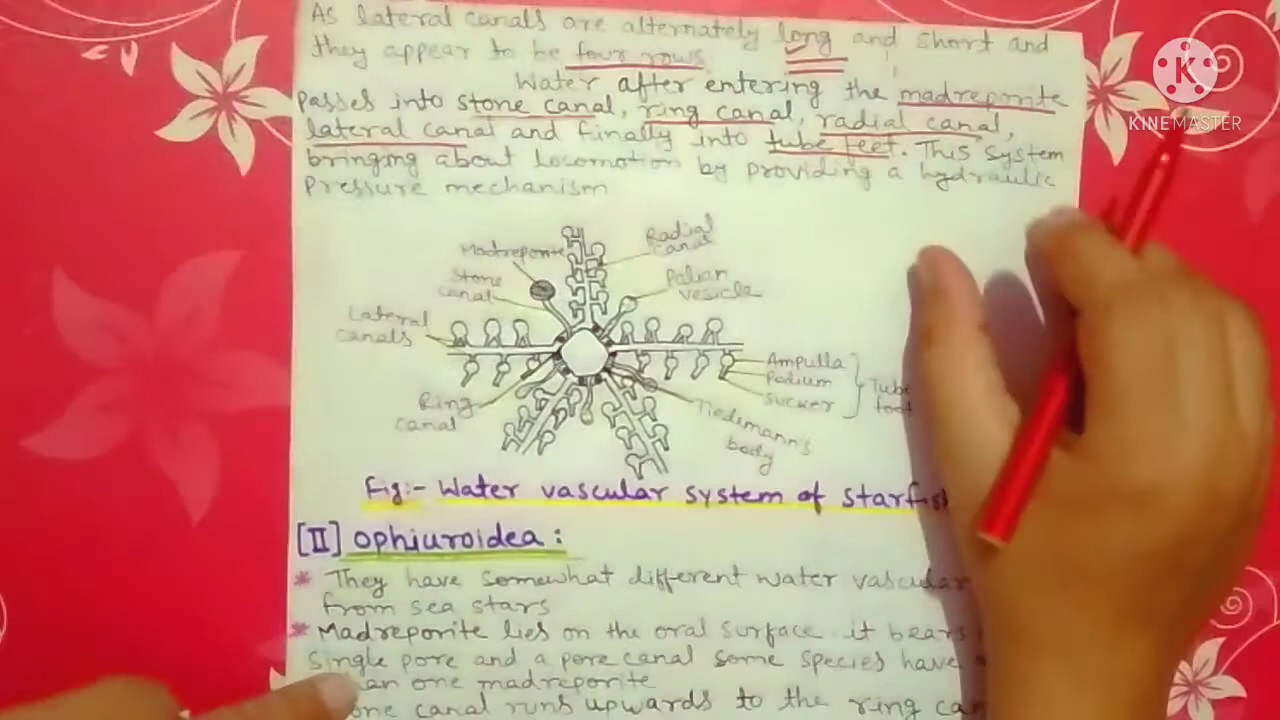 As lateral canals are alternately long and short and
they appear to be four rows.
Water after entering the madreporite
passes into stone canal, ring canal, radial canal,
lateral canal and finally into tube feet. This system
bringing about locomotion by providing a hydraulic
pressure mechanism
Madreporite
Radial
canal
Stone
canal
Polian
vesicle
Lateral
canals
Ampulla
Podium
Sucker
Tube
foot
Ring
canal
Tiedemann's
body
Fig:- Water vascular system of starfish
[II] Ophiuroidea:
* They have somewhat different water vascular
from sea stars
* Madreporite lies on the oral surface it bears
single pore and a pore canal some species have
an one madreporite
one canal runs upwards to the ring can
K
KINEMASTER